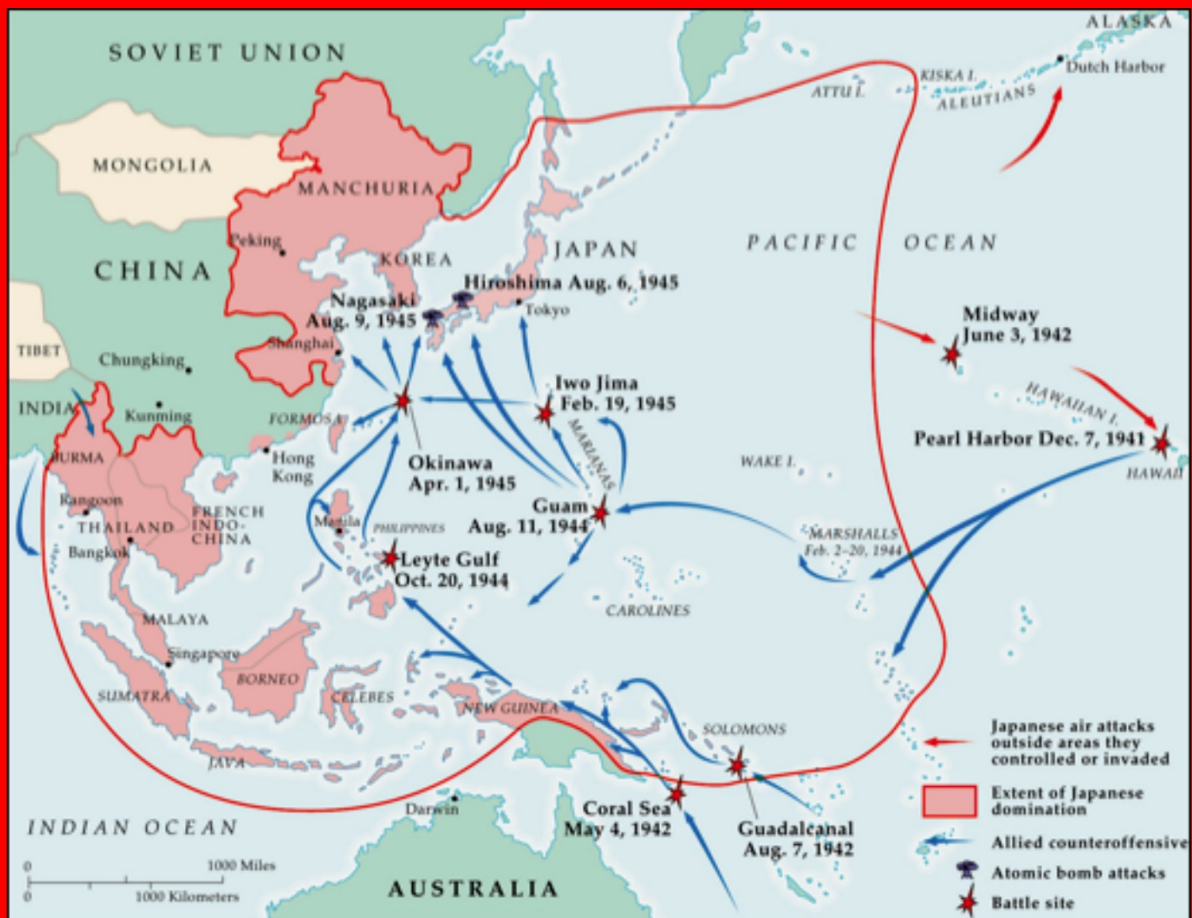 ALASKA
SOVIET UNION
Dutch Harbor
KISKA I.
ATTU I.
ALEUTIANS
MONGOLIA
MANCHURIA
Peking
KOREA
JAPAN
PACIFIC OCEAN
CHINA
Hiroshima Aug. 6, 1945
Nagasaki
Aug. 9, 1945
Tokyo
Shanghai
Midway
June 3, 1942
TIBET
Chungking
Iwo Jima
Feb. 19, 1945
HAWAIIAN I.
INDIA
Kunming
FORMOSA
MARIANAS
Pearl Harbor Dec. 7, 1941
HAWAII
BURMA
Hong
Kong
Okinawa
Apr. 1, 1945
WAKE I.
Rangoon
FRENCH
INDO-
CHINA
THAILAND
Bangkok
Manila
PHILIPPINES
Guam
Aug. 11, 1944
MARSHALLS
Feb. 2-20, 1944
Leyte Gulf
Oct. 20, 1944
CAROLINES
MALAYA
Singapore
SUMATRA
BORNEO
CELEBES
NEW GUINEA
SOLOMONS
JAVA
Darwin
Coral Sea
May 4, 1942
Guadalcanal
Aug. 7, 1942
INDIAN OCEAN
0 1000 Miles
0 1000 Kilometers
AUSTRALIA
Japanese air attacks
outside areas they
controlled or invaded
Extent of Japanese
domination
Allied counteroffensive
Atomic bomb attacks
Battle site